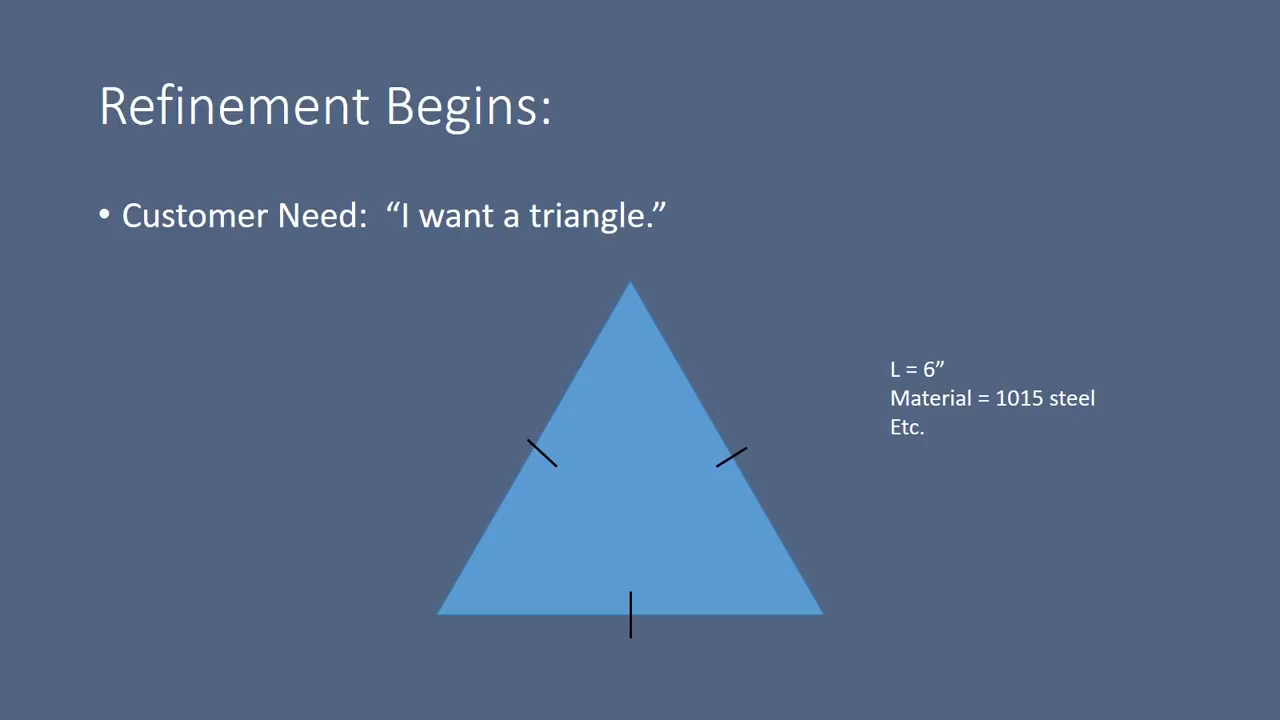 Refinement Begins:
• Customer Need:  “I want a triangle.”
L = 6”
Material = 1015 steel
Etc.